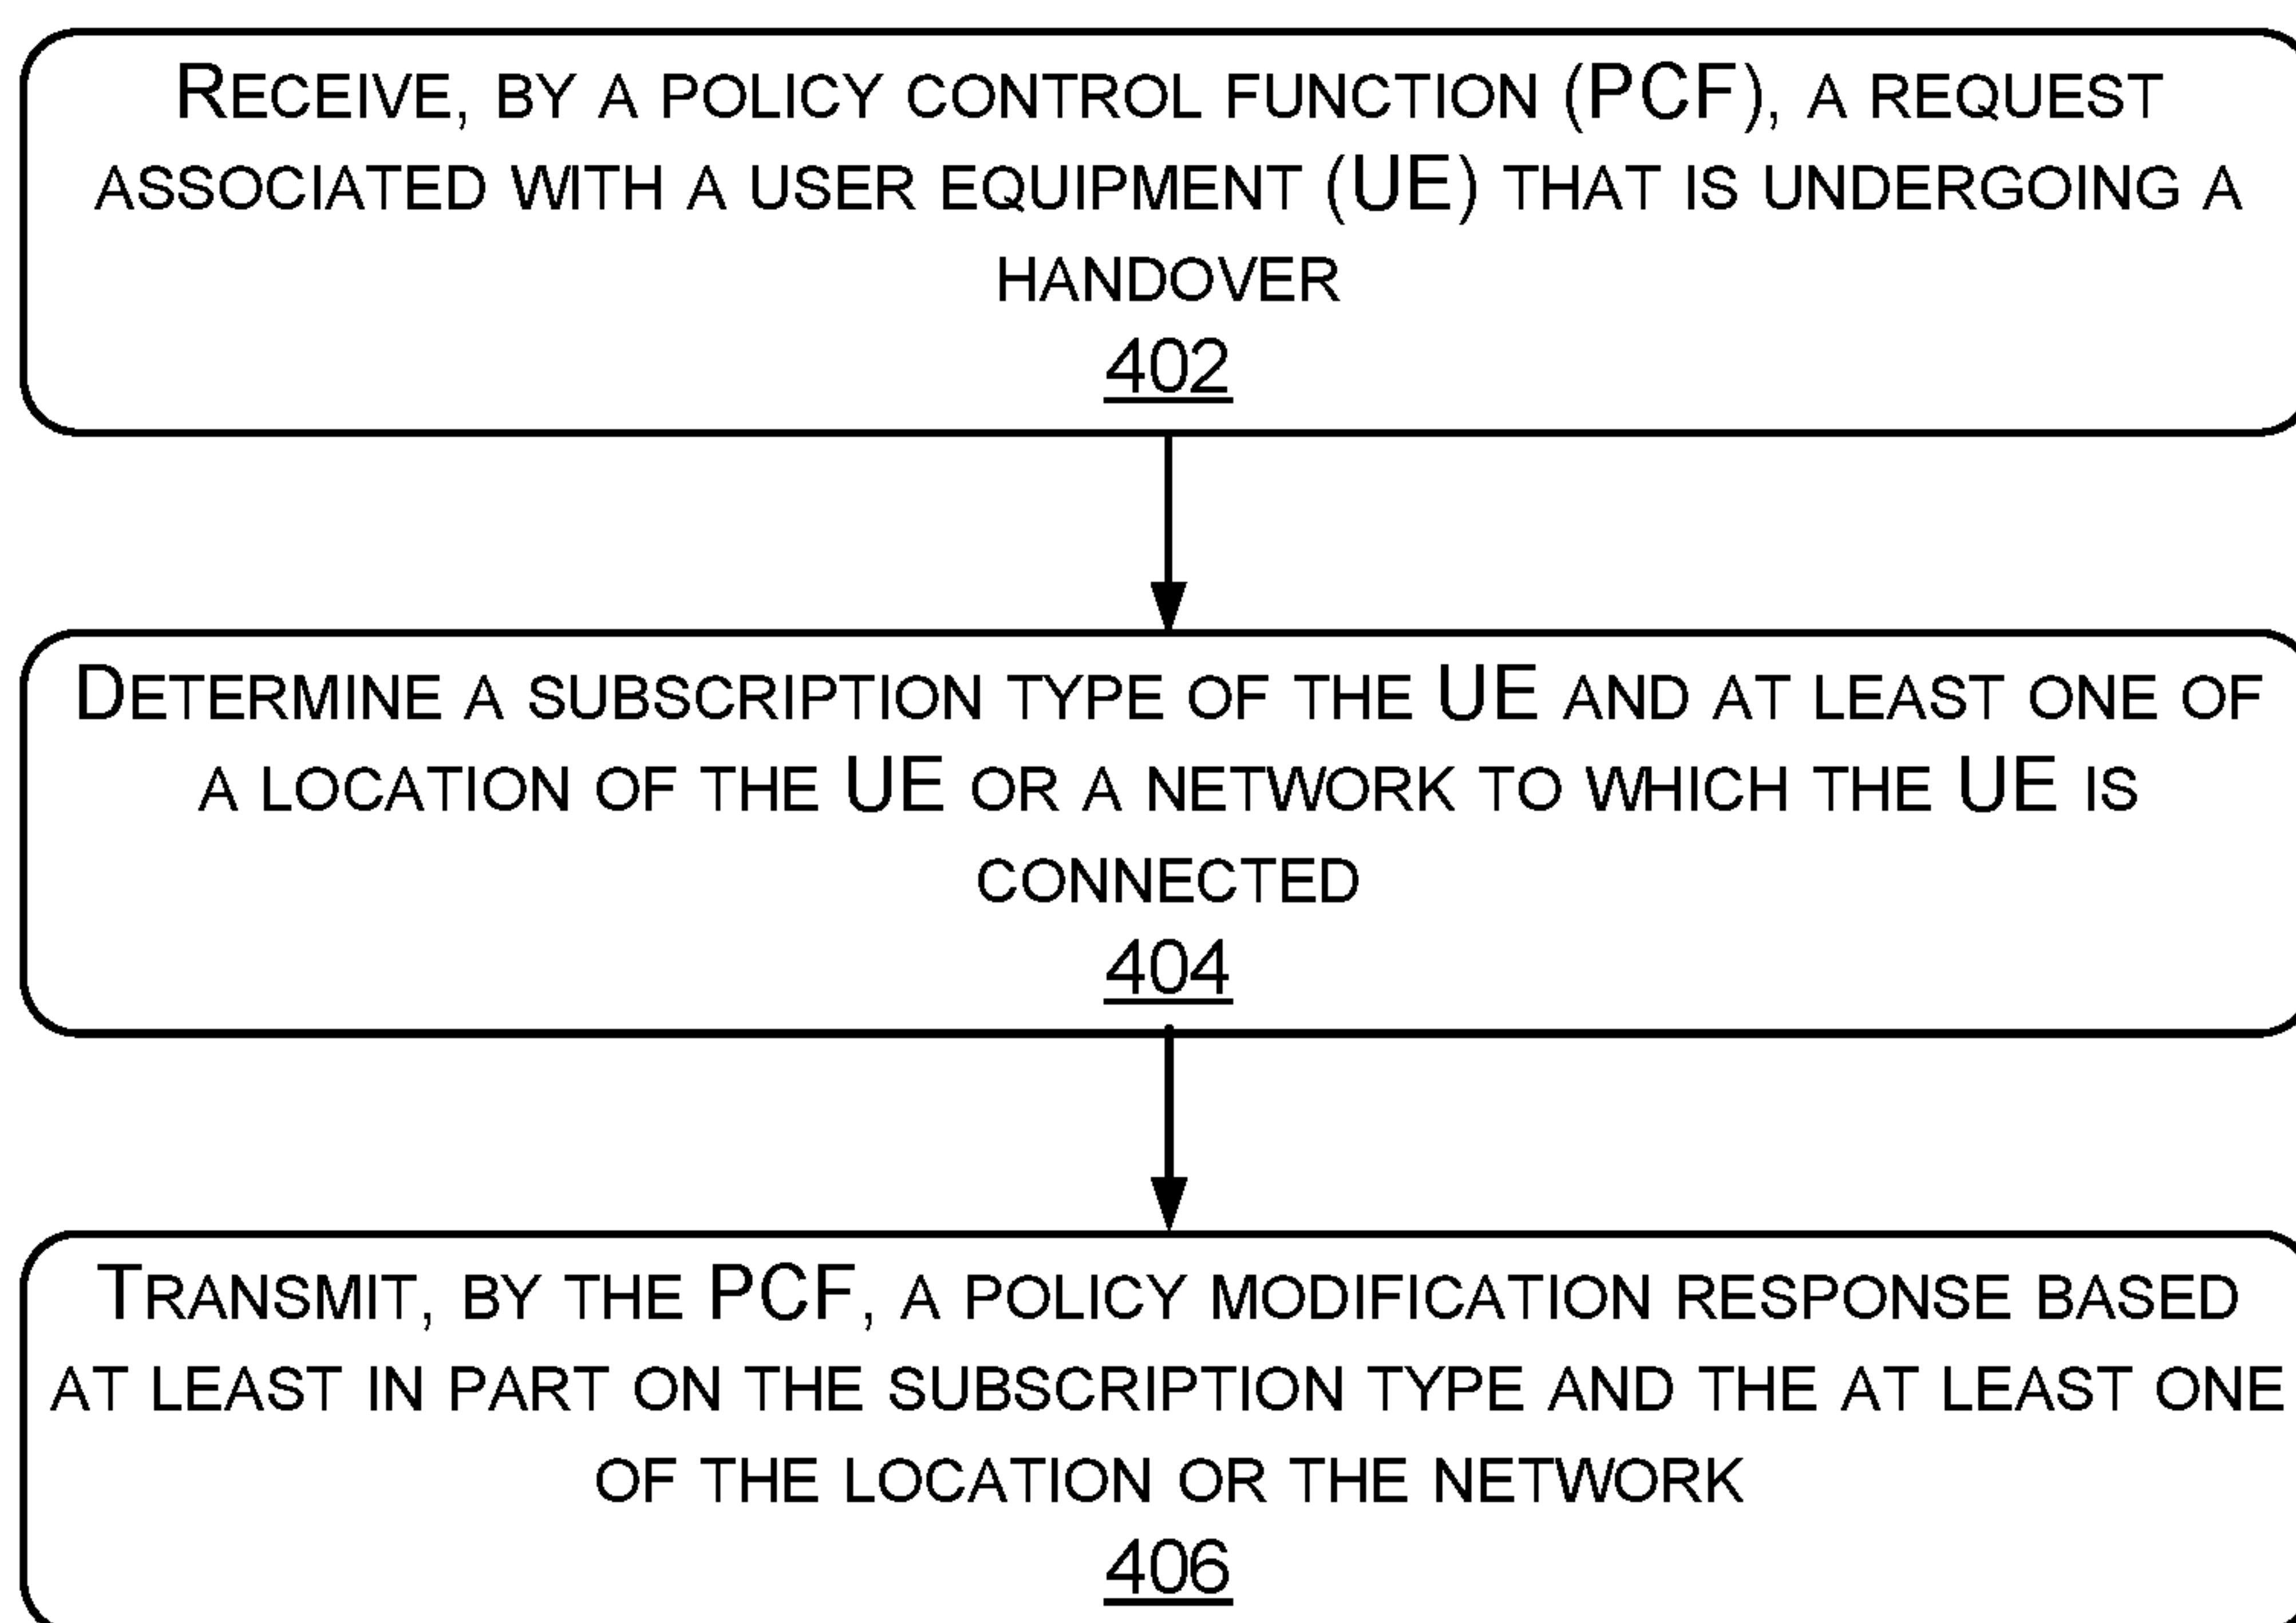 RECEIVE, BY A POLICY CONTROL FUNCTION (PCF), A REQUEST
ASSOCIATED WITH A USER EQUIPMENT (UE) THAT IS UNDERGOING A
HANDOVER
402
DETERMINE A SUBSCRIPTION TYPE OF THE UE AND AT LEAST ONE OF
A LOCATION OF THE UE OR A NETWORK TO WHICH THE UE IS
CONNECTED
404
TRANSMIT, BY THE PCF, A POLICY MODIFICATION RESPONSE BASED
AT LEAST IN PART ON THE SUBSCRIPTION TYPE AND THE AT LEAST ONE
OF THE LOCATION OR THE NETWORK
406